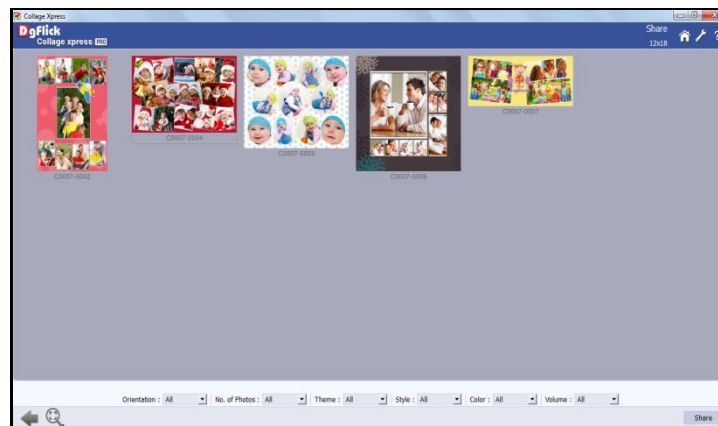 Collage Xpress
DgFlick
Collage xpress PRO
Share
12x18
?
C0007-0002
C0007-0004
C0007-0005
C0007-0006
C0007-0007
Orientation : All No. of Photos : All Theme : All Style : All Color : All Volume : All
Share